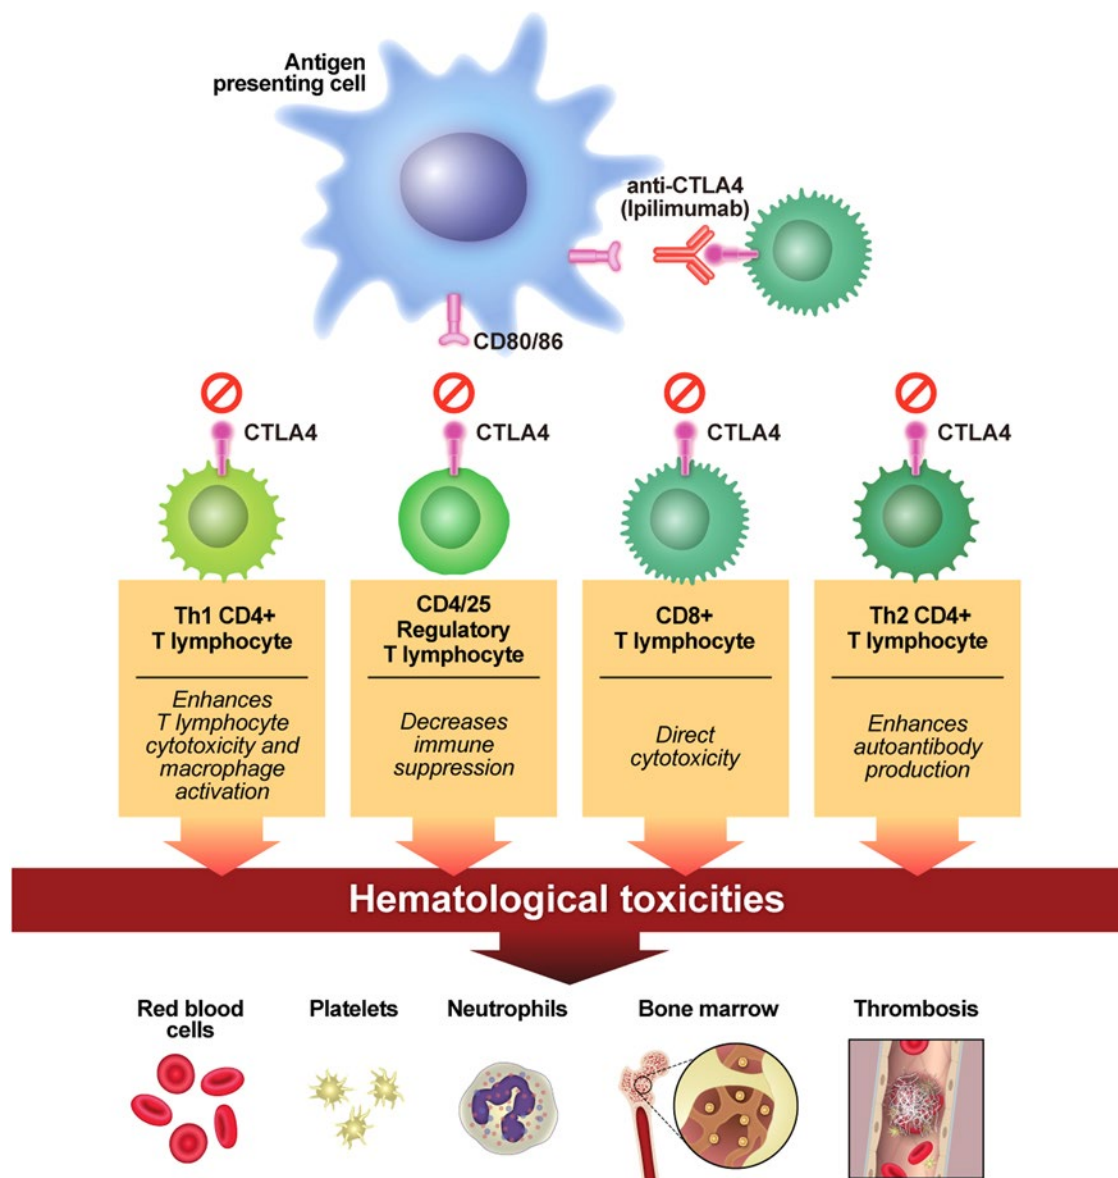 Antigen
presenting cell
anti-CTLA4
(Ipilimumab)
CD80/86
CTLA4
CTLA4
CTLA4
CTLA4
Th1 CD4+
T lymphocyte
Enhances
T lymphocyte
cytotoxicity and
macrophage
activation
CD4/25
Regulatory
T lymphocyte
Decreases
immune
suppression
CD8+
T lymphocyte
Direct
cytotoxicity
Th2 CD4+
T lymphocyte
Enhances
autoantibody
production
Hematological toxicities
Red blood
cells
Platelets
Neutrophils
Bone marrow
Thrombosis